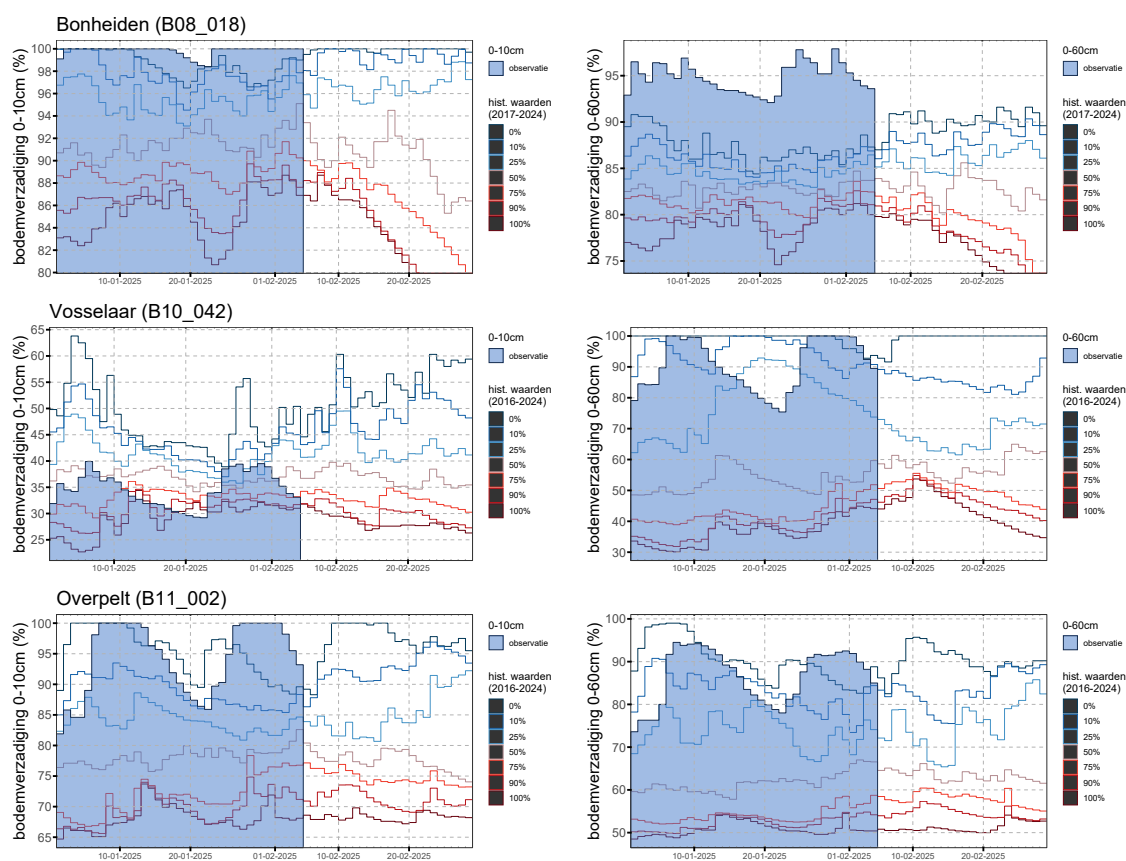 Bonheiden (B08_018)
bodemverzadiging 0-10cm (%)
100
98
96
94
92
90
88
86
84
82
80
10-01-2025 20-01-2025 01-02-2025 10-02-2025 20-02-2025
0-10cm
observatie
hist. waarden
(2017-2024)
0%
10%
25%
50%
75%
90%
100%
bodemverzadiging 0-60cm (%)
95
90
85
80
75
10-01-2025 20-01-2025 01-02-2025 10-02-2025 20-02-2025
0-60cm
observatie
hist. waarden
(2017-2024)
0%
10%
25%
50%
75%
90%
100%
Vosselaar (B10_042)
bodemverzadiging 0-10cm (%)
65
60
55
50
45
40
35
30
25
10-01-2025 20-01-2025 01-02-2025 10-02-2025 20-02-2025
0-10cm
observatie
hist. waarden
(2016-2024)
0%
10%
25%
50%
75%
90%
100%
bodemverzadiging 0-60cm (%)
100
90
80
70
60
50
40
30
10-01-2025 20-01-2025 01-02-2025 10-02-2025 20-02-2025
0-60cm
observatie
hist. waarden
(2016-2024)
0%
10%
25%
50%
75%
90%
100%
Overpelt (B11_002)
bodemverzadiging 0-10cm (%)
100
95
90
85
80
75
70
65
10-01-2025 20-01-2025 01-02-2025 10-02-2025 20-02-2025
0-10cm
observatie
hist. waarden
(2016-2024)
0%
10%
25%
50%
75%
90%
100%
bodemverzadiging 0-60cm (%)
100
90
80
70
60
50
10-01-2025 20-01-2025 01-02-2025 10-02-2025 20-02-2025
0-60cm
observatie
hist. waarden
(2016-2024)
0%
10%
25%
50%
75%
90%
100%